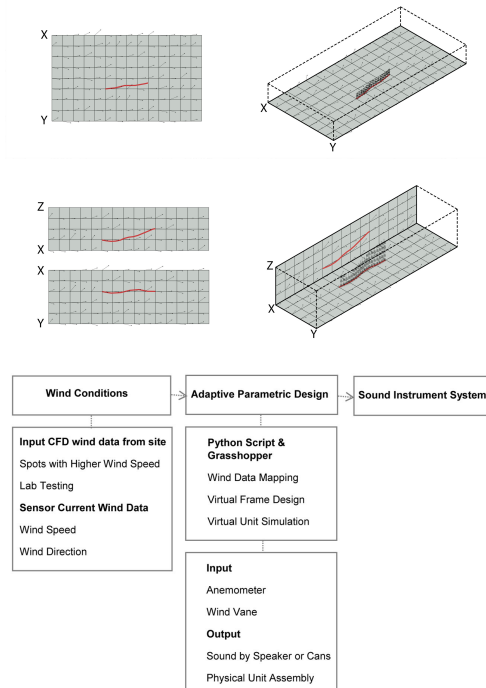 X
Y
X
Y
Z
X
X
Y
Z
X
Y
Wind Conditions
Adaptive Parametric Design
Sound Instrument System
Input CFD wind data from site
Spots with Higher Wind Speed
Lab Testing
Sensor Current Wind Data
Wind Speed
Wind Direction
Python Script &
Grasshopper
Wind Data Mapping
Virtual Frame Design
Virtual Unit Simulation
Input
Anemometer
Wind Vane
Output
Sound by Speaker or Cans
Physical Unit Assembly